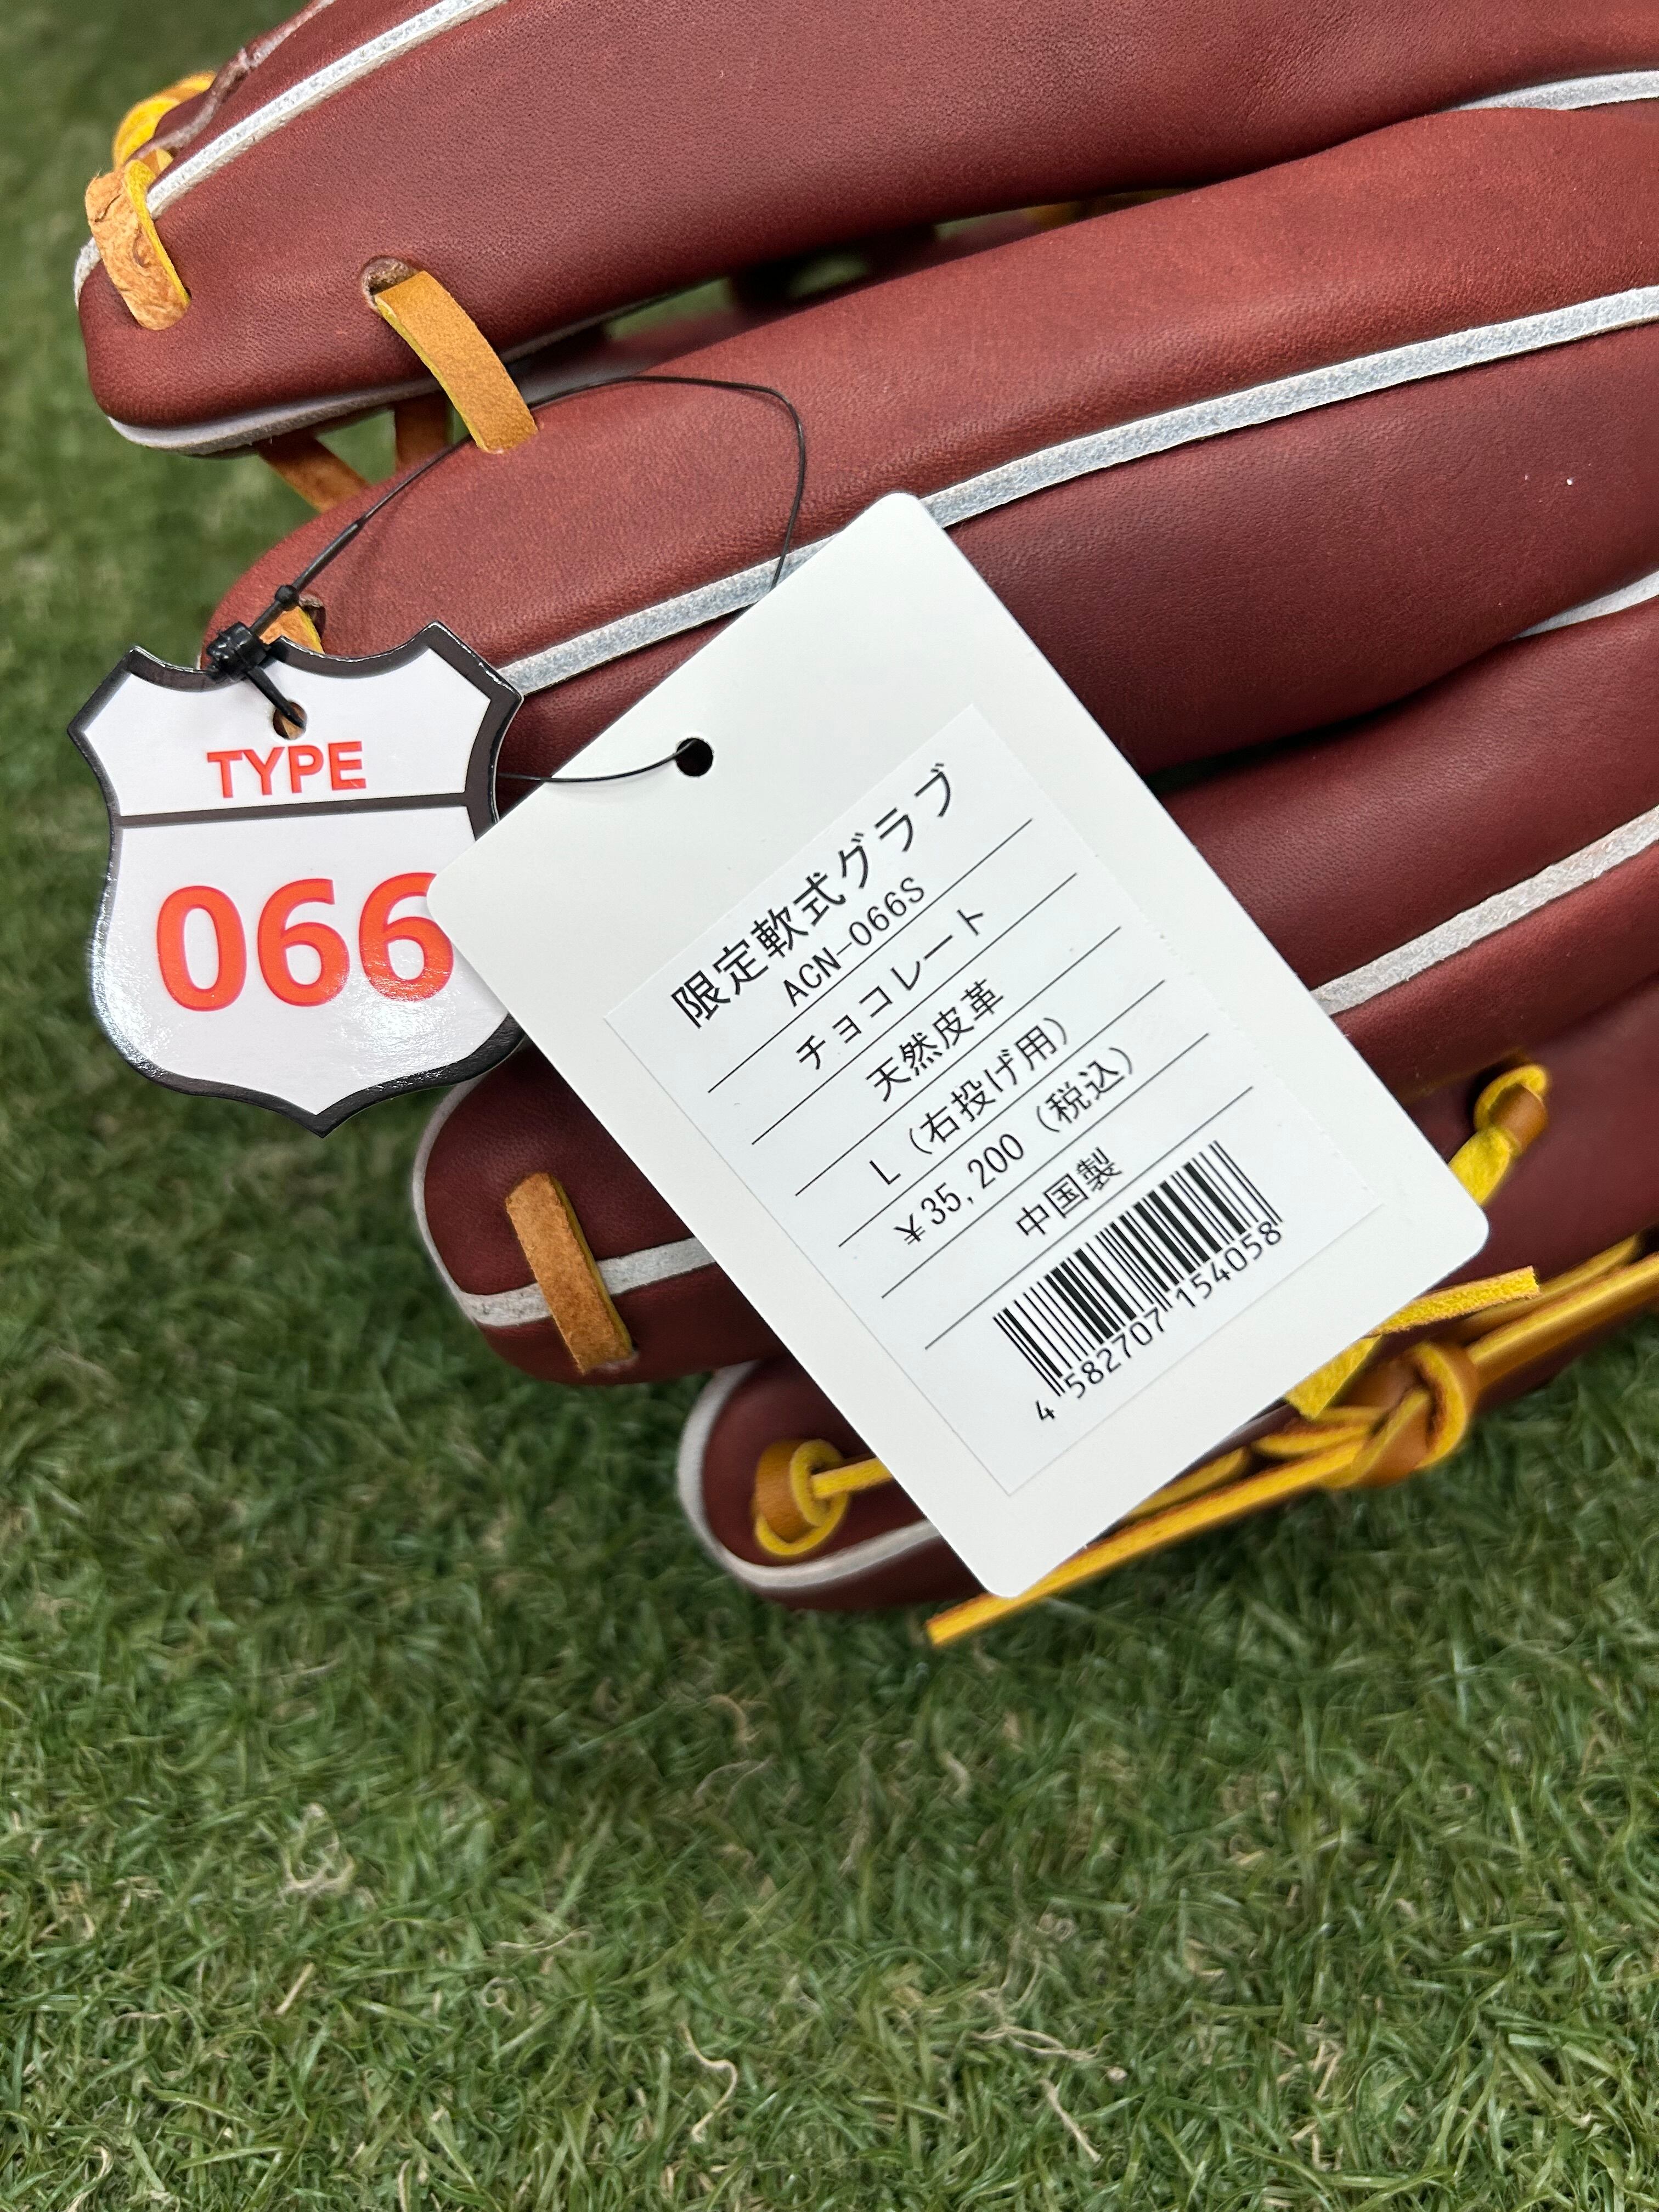 TYPE
066
限定軟式グラブ
ACN-066S
チョコレート
天然皮革
L（右投げ用）
￥35,200（税込）
中国製
4 582707 154058